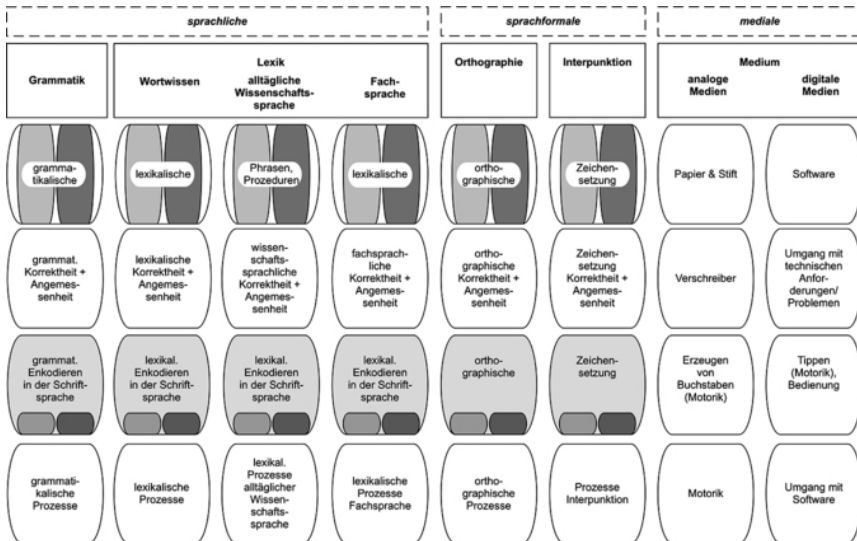 sprachliche
sprachformale
mediale
Grammatik
Lexik
Wortwissen
alltägliche
Wissenschafts-
sprache
Fach-
sprache
Orthographie
Interpunktion
Medium
analoge
Medien
digitale
Medien
gramma-
tikalische
lexikalische
Phrasen,
Prozeduren
lexikalische
ortho-
graphische
Zeichen-
setzung
Papier & Stift
Software
grammat.
Korrektheit +
Angemes-
senheit
lexikalische
Korrektheit +
Angemes-
senheit
wissen-
schafts-
sprachliche
Korrektheit +
Angemes-
senheit
fachsprach-
liche
Korrektheit +
Angemes-
senheit
ortho-
graphische
Korrektheit +
Angemes-
senheit
Zeichen-
setzung
Korrektheit +
Angemes-
senheit
Verschreiber
Umgang mit
technischen
Anfor-
derungen/
Problemen
grammat.
Enkodieren
in der Schrift-
sprache
lexikal.
Enkodieren
in der Schrift-
sprache
lexikal.
Enkodieren
in der Schrift-
sprache
lexikal.
Enkodieren
in der Schrift-
sprache
ortho-
graphische
Zeichen-
setzung
Erzeugen
von
Buchstaben
(Motorik)
Tippen
(Motorik),
Bedienung
grammati-
kalische
Prozesse
lexikalische
Prozesse
lexikal.
Prozesse
alltäglicher
Wissen-
schafts-
sprache
lexikalische
Prozesse
Fachsprache
ortho-
graphische
Prozesse
Prozesse
Interpunktion
Motorik
Umgang mit
Software